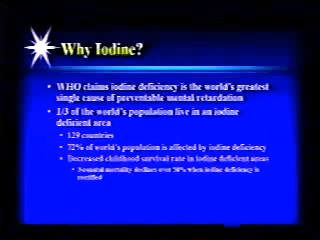 Why Iodine?
WHO claims iodine deficiency is the world's greatest
single cause of preventable mental retardation
1/3 of the world's population live in an iodine
deficient area
129 countries
72% of world's population is affected by iodine deficiency
Decreased childhood survival rate in iodine deficient areas
Neonatal mortality declines over 50% when iodine deficiency is
rectified